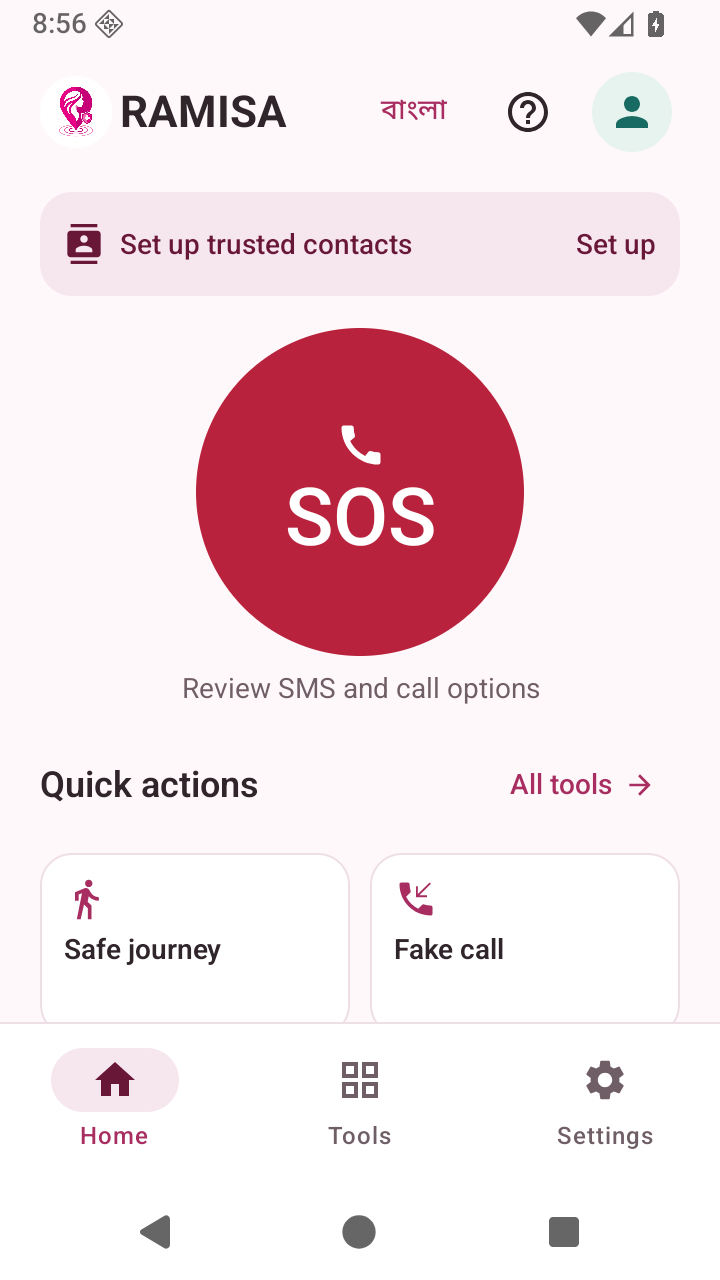 8:56
RAMISA
বাংলা
Set up trusted contacts
Set up
SOS
Review SMS and call options
Quick actions
All tools
Safe journey
Fake call
Home
Tools
Settings